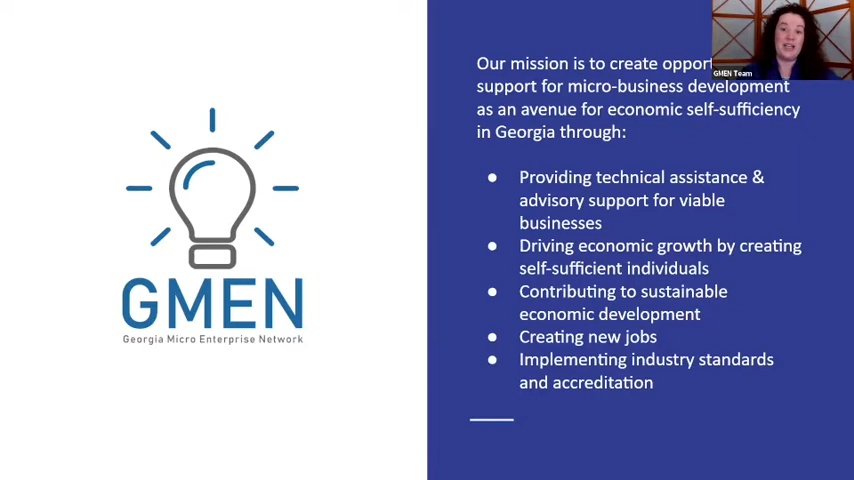 GMEN
Georgia Micro Enterprise Network
Our mission is to create
support for micro-business development
as an avenue for economic self-sufficiency
in Georgia through:
● Providing technical assistance &
advisory support for viable
businesses
● Driving economic growth by creating
self-sufficient individuals
● Contributing to sustainable
economic development
● Creating new jobs
● Implementing industry standards
and accreditation
GMEN Team